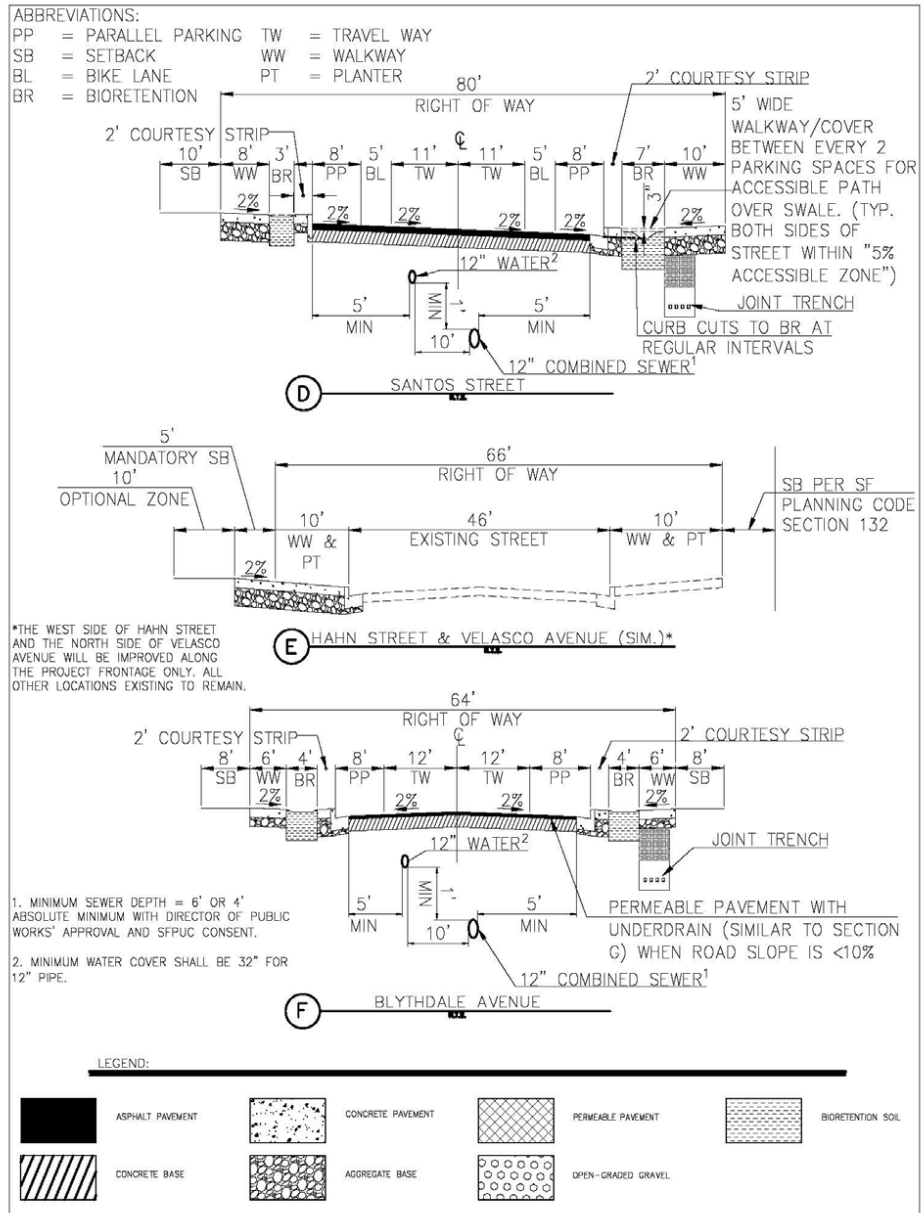 ABBREVIATIONS:
PP = PARALLEL PARKING TW = TRAVEL WAY
SB = SETBACK WW = WALKWAY
BL = BIKE LANE PT = PLANTER
BR = BIORETENTION
80'
RIGHT OF WAY
2' COURTESY STRIP
2' COURTESY STRIP
5' WIDE
WALKWAY/COVER
BETWEEN EVERY 2
PARKING SPACES FOR
ACCESSIBLE PATH
OVER SWALE. (TYP.
BOTH SIDES OF
STREET WITHIN "5%
ACCESSIBLE ZONE")
10' 8' 3' 8' 5' 11' 11' 5' 8' 7' 10'
SB WW BR PP BL TW TW BL PP BR WW
3"
2% 2% 2% 2% 2% 2%
12" WATER²
5'
MIN
1'
MIN
5'
MIN
10'
12" COMBINED SEWER¹
JOINT TRENCH
CURB CUTS TO BR AT
REGULAR INTERVALS
D SANTOS STREET
N.T.S.
5'
MANDATORY SB
10'
OPTIONAL ZONE
66'
RIGHT OF WAY
SB PER SF
PLANNING CODE
SECTION 132
10'
WW &
PT
46'
EXISTING STREET
10'
WW & PT
2%
*THE WEST SIDE OF HAHN STREET
AND THE NORTH SIDE OF VELASCO
AVENUE WILL BE IMPROVED ALONG
THE PROJECT FRONTAGE ONLY. ALL
OTHER LOCATIONS EXISTING TO REMAIN.
E HAHN STREET & VELASCO AVENUE (SIM.)*
N.T.S.
64'
RIGHT OF WAY
2' COURTESY STRIP
2' COURTESY STRIP
8' 6' 4' 8' 12' 12' 8' 4' 6' 8'
SB WW BR PP TW TW PP BR WW SB
2% 2% 2% 2%
12" WATER²
JOINT TRENCH
5'
MIN
1'
MIN
5'
MIN
10'
PERMEABLE PAVEMENT WITH
UNDERDRAIN (SIMILAR TO SECTION
G) WHEN ROAD SLOPE IS <10%
12" COMBINED SEWER¹
1. MINIMUM SEWER DEPTH = 6' OR 4'
ABSOLUTE MINIMUM WITH DIRECTOR OF PUBLIC
WORKS' APPROVAL AND SFPUC CONSENT.
2. MINIMUM WATER COVER SHALL BE 32" FOR
12" PIPE.
F BLYTHDALE AVENUE
N.T.S.
LEGEND:
ASPHALT PAVEMENT
CONCRETE PAVEMENT
PERMEABLE PAVEMENT
BIORETENTION SOIL
CONCRETE BASE
AGGREGATE BASE
OPEN-GRADED GRAVEL